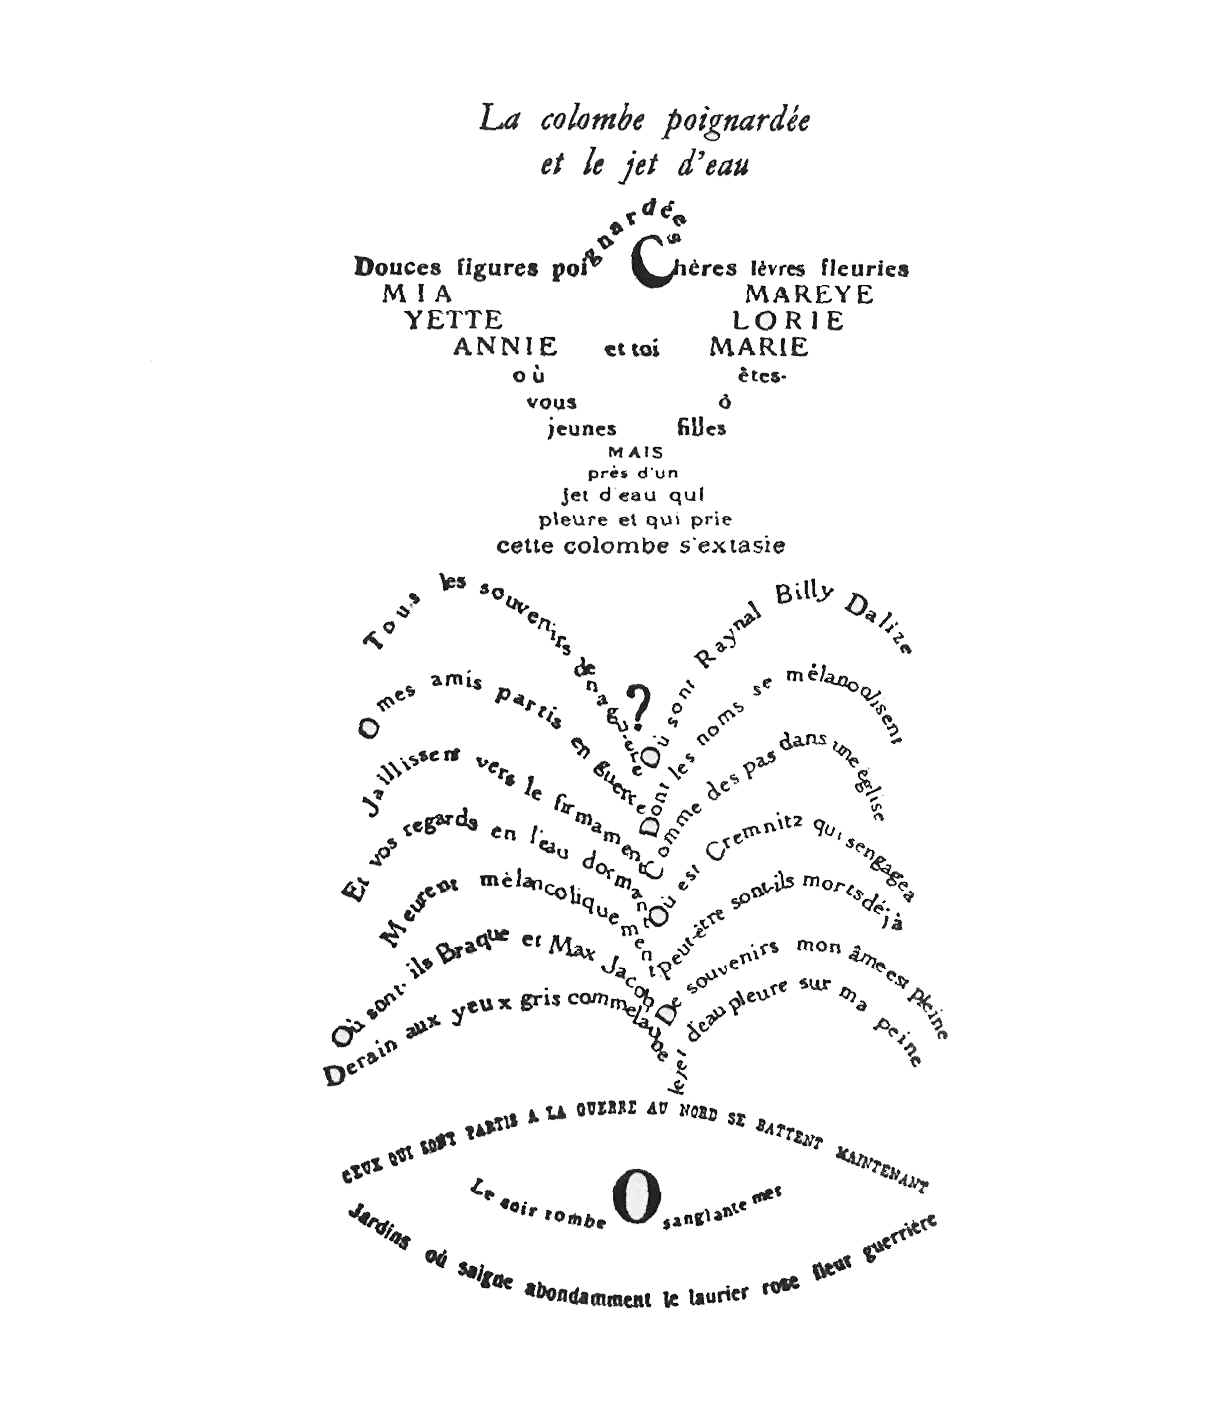 La colombe poignardée
et le jet d'eau
Douces figures poignardées Chères lèvres fleuries
MIA MAREYE
YETTE LORIE
ANNIE et toi MARIE
où êtes-
vous ô
jeunes filles
MAIS
près d'un
jet d'eau qui
pleure et qui prie
cette colombe s'extasie
Tous les souvenirs de naguère
O mes amis partis en guerre
Jaillissent vers le firmament
Et vos regards en l'eau dormant
Meurent mélancoliquement
Où sont-ils Braque et Max Jacob
Derain aux yeux gris comme l'aube
?
Où sont Raynal Billy Dalize
Dont les noms se mélancolisent
Comme des pas dans une église
Où est Cremnitz qui s'engagea
Peut-être sont-ils morts déjà
De souvenirs mon âme est pleine
Le jet d'eau pleure sur ma peine
CEUX QUI SONT PARTIS A LA GUERRE AU NORD SE BATTENT MAINTENANT
Le soir tombe O sanglante mer
Jardins où saigne abondamment le laurier rose fleur guerrière